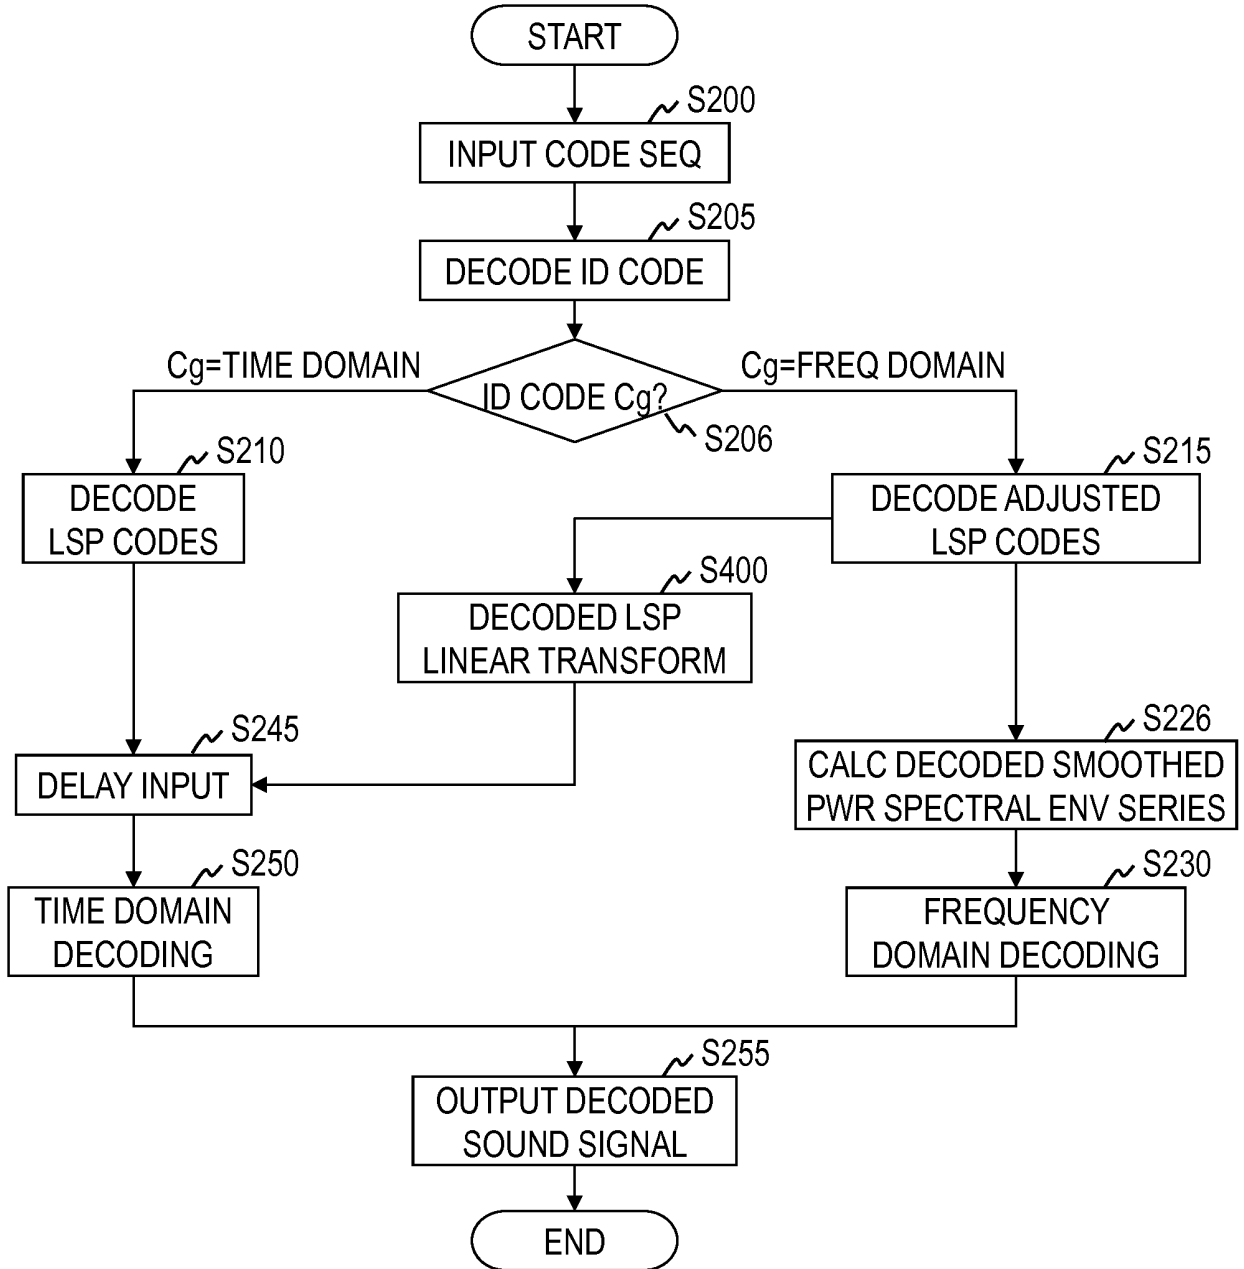 START
S200
INPUT CODE SEQ
S205
DECODE ID CODE
Cg=TIME DOMAIN
Cg=FREQ DOMAIN
ID CODE Cg?
S206
S210
DECODE
LSP CODES
S215
DECODE ADJUSTED
LSP CODES
S400
DECODED LSP
LINEAR TRANSFORM
S245
DELAY INPUT
S226
CALC DECODED SMOOTHED
PWR SPECTRAL ENV SERIES
S250
TIME DOMAIN
DECODING
S230
FREQUENCY
DOMAIN DECODING
S255
OUTPUT DECODED
SOUND SIGNAL
END